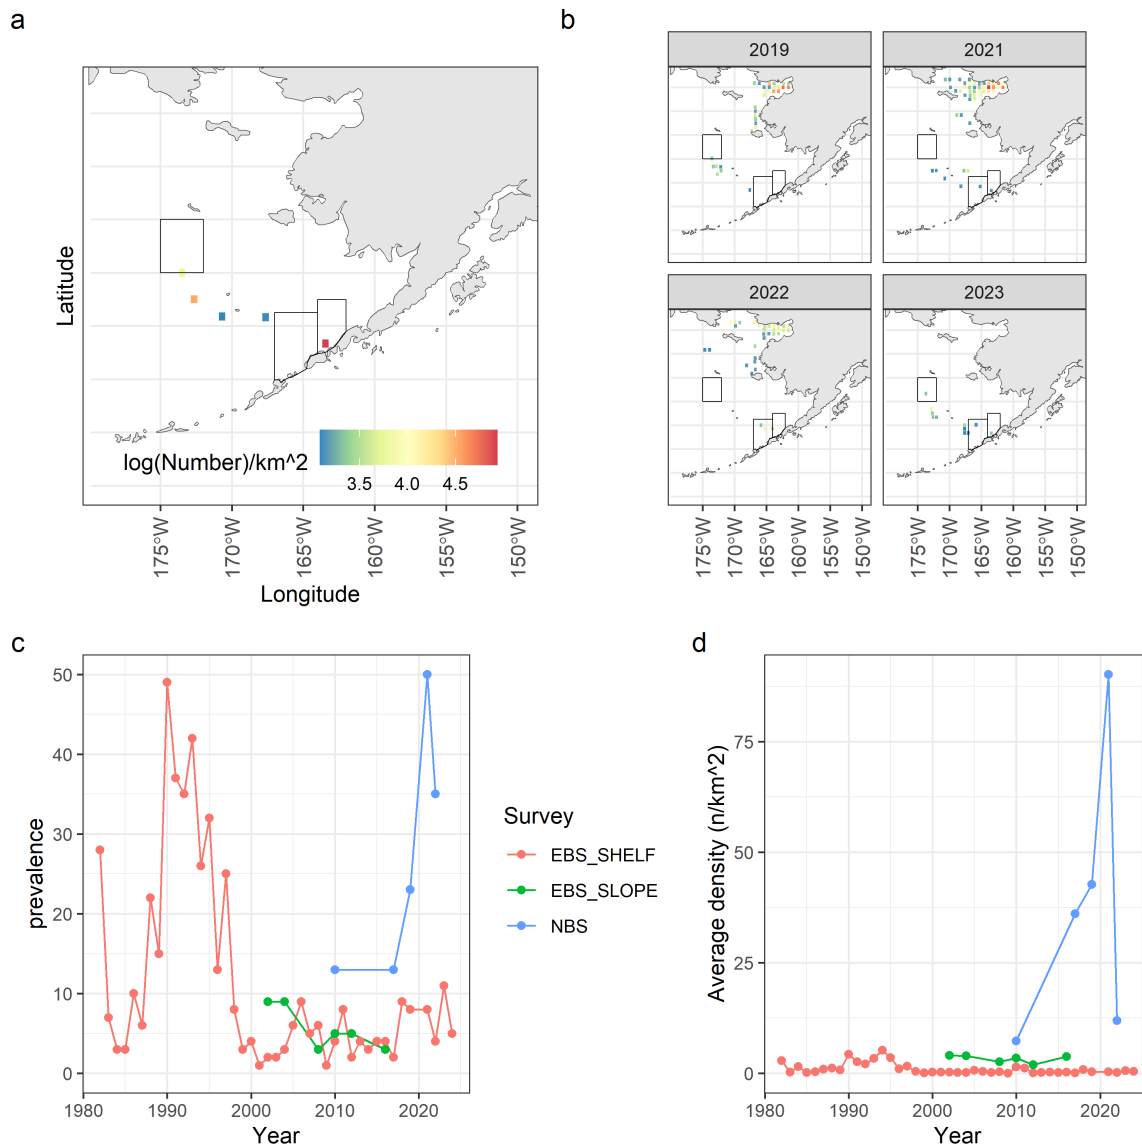 a
Latitude
log(Number)/km^2
3.5 4.0 4.5
175°W 170°W 165°W 160°W 155°W 150°W
Longitude
b
2019 2021
2022 2023
175°W 170°W 165°W 160°W 155°W 150°W 175°W 170°W 165°W 160°W 155°W 150°W
c
prevalence
50
40
30
20
10
0
1980 1990 2000 2010 2020
Year
Survey
EBS_SHELF
EBS_SLOPE
NBS
d
Average density (n/km^2)
75
50
25
0
1980 1990 2000 2010 2020
Year